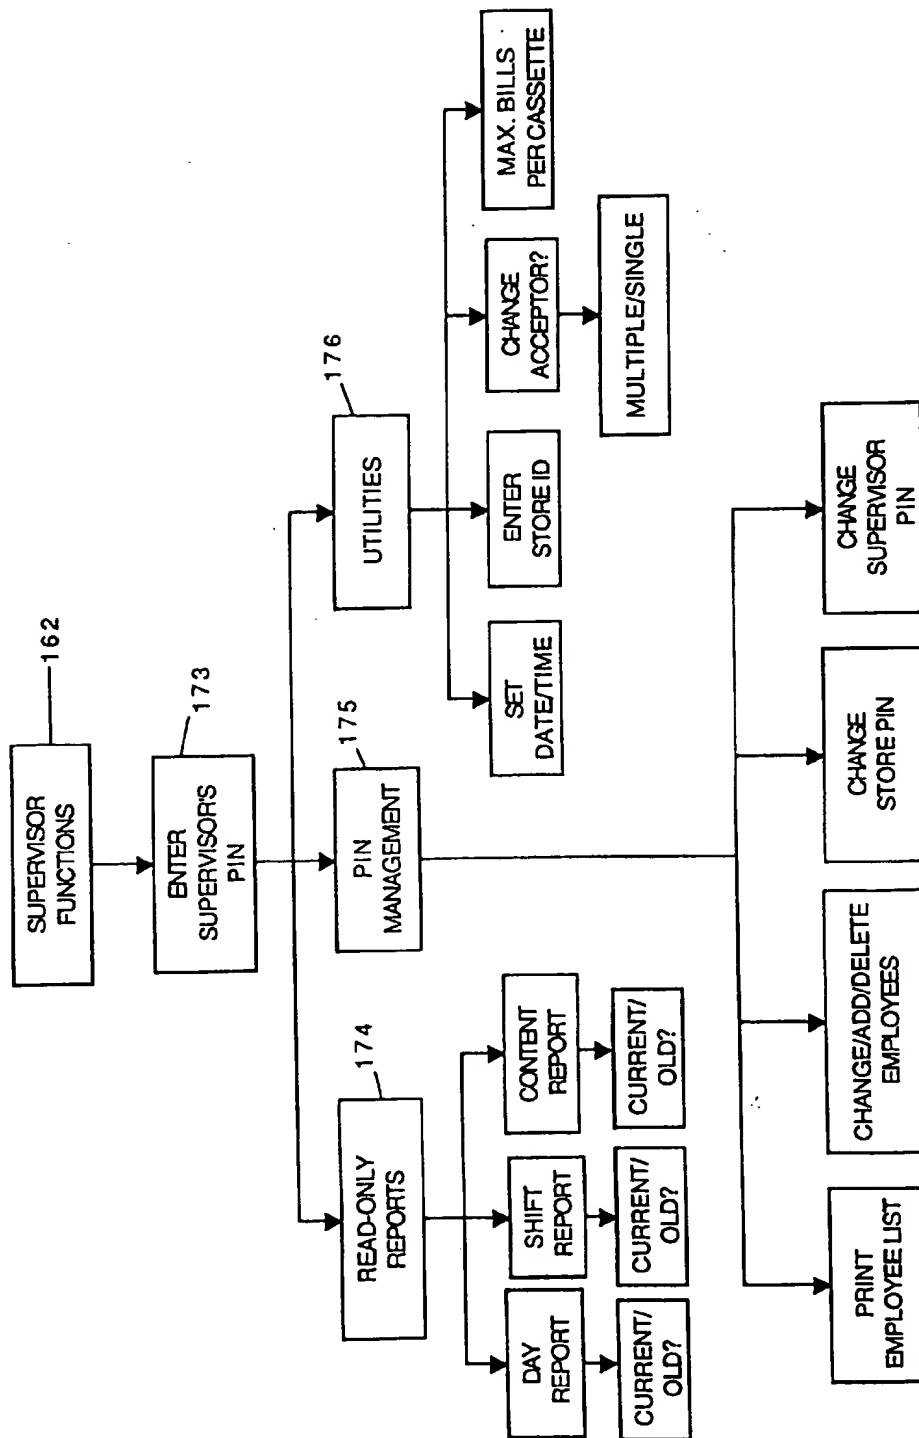 SUPERVISOR
FUNCTIONS
162
ENTER
SUPERVISOR'S
PIN
173
READ-ONLY
REPORTS
174
PIN
MANAGEMENT
175
UTILITIES
176
DAY
REPORT
SHIFT
REPORT
CONTENT
REPORT
CURRENT/
OLD?
CURRENT/
OLD?
CURRENT/
OLD?
SET
DATE/TIME
ENTER
STORE ID
CHANGE
ACCEPTOR?
MAX. BILLS
PER CASSETTE
MULTIPLE/SINGLE
PRINT
EMPLOYEE LIST
CHANGE/ADD/DELETE
EMPLOYEES
CHANGE
STORE PIN
CHANGE
SUPERVISOR
PIN